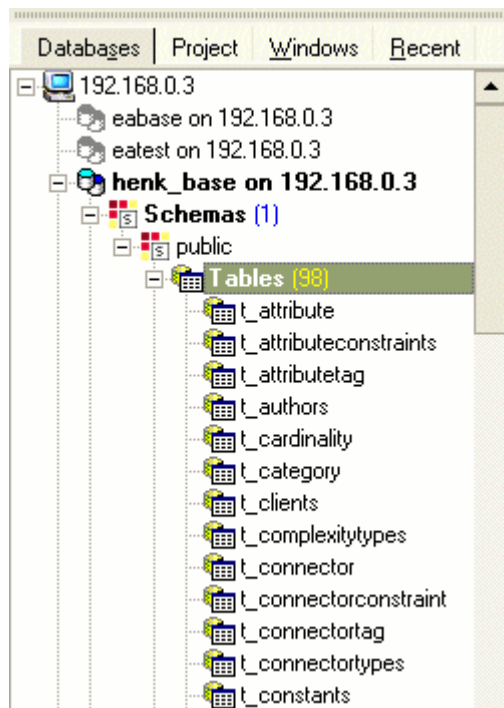 Databases Project Windows Recent
192.168.0.3
eabase on 192.168.0.3
eatest on 192.168.0.3
henk_base on 192.168.0.3
Schemas (1)
public
Tables (98)
t_attribute
t_attributeconstraints
t_attributetag
t_authors
t_cardinality
t_category
t_clients
t_complexitytypes
t_connector
t_connectorconstraint
t_connectortag
t_connectortypes
t_constants